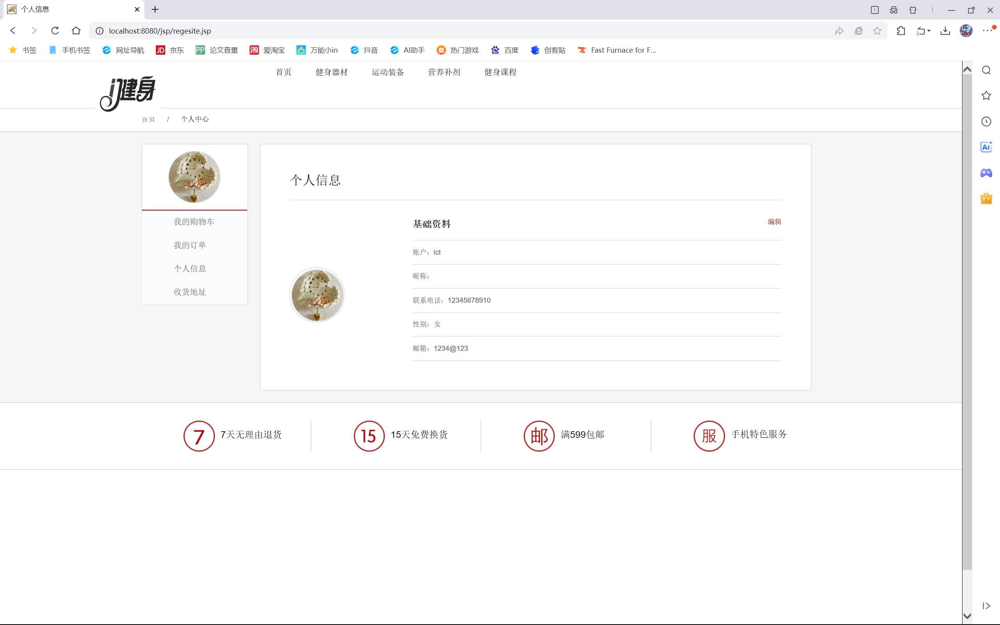 个人信息
localhost:8080/jsp/regesite.jsp
书签 手机书签 网址导航 JD 京东 PP 论文查重 淘 爱淘宝 万能小in 抖音 AI助手 热门游戏 du 百度 创客贴 Fast Furnace for F...
首页 健身器材 运动装备 营养补剂 健身课程
j健身
自贝 / 个人中心
我的购物车
我的订单
个人信息
收货地址
个人信息
基础资料 编辑
账户：lct
昵称：
联系电话：12345678910
性别：女
邮箱：1234@123
7 7天无理由退货
15 15天免费换货
邮 满599包邮
服 手机特色服务